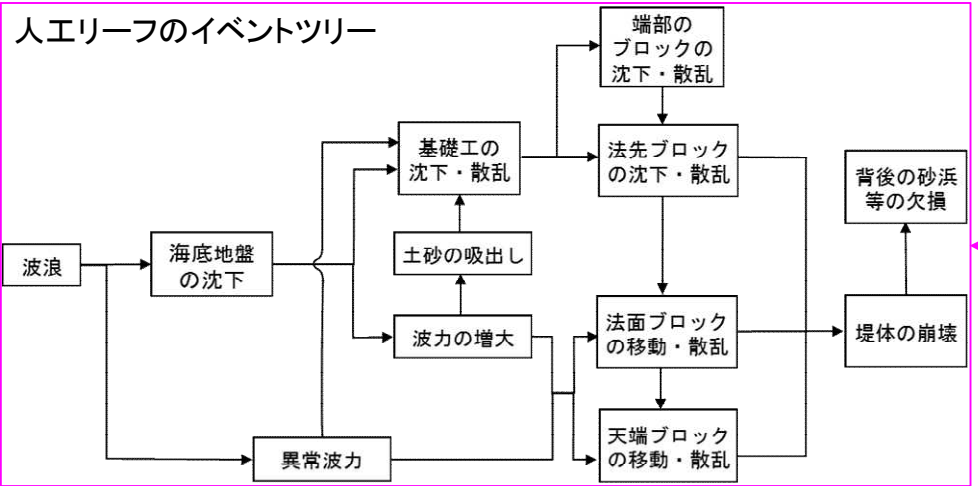 人工リーフのイベントツリー
端部の
ブロックの
沈下・散乱
基礎工の
沈下・散乱
法先ブロック
の沈下・散乱
背後の砂浜
等の欠損
波浪
海底地盤
の沈下
土砂の吸出し
波力の増大
法面ブロック
の移動・散乱
堤体の崩壊
異常波力
天端ブロック
の移動・散乱